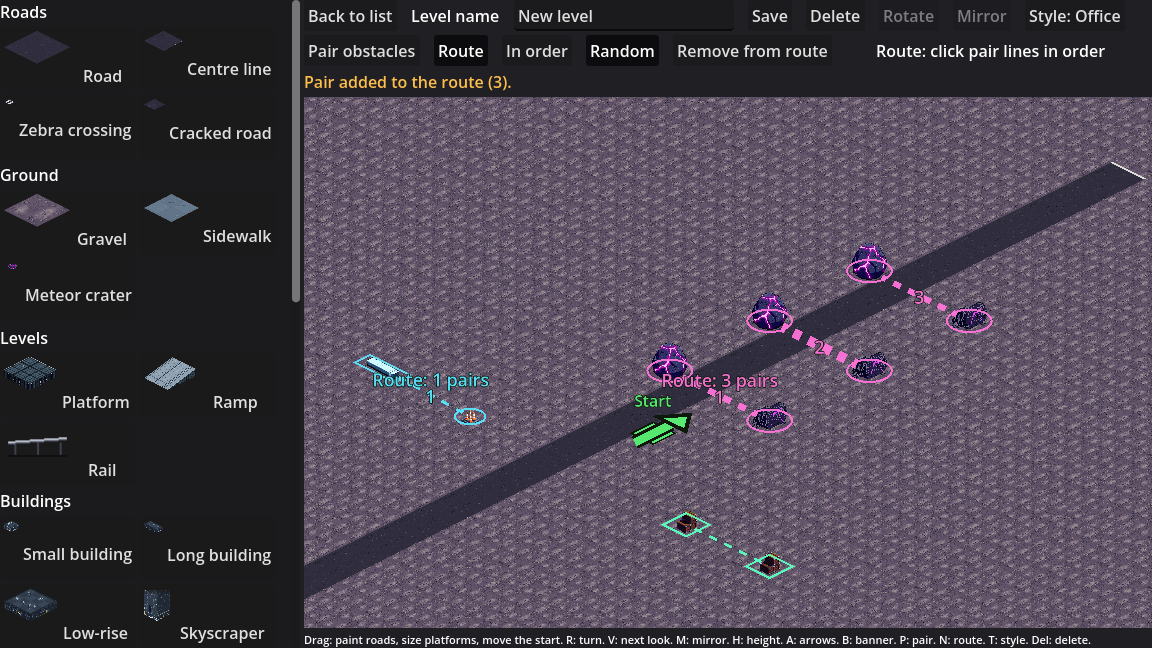 Roads
Road
Centre line
Zebra crossing
Cracked road
Ground
Gravel
Sidewalk
Meteor crater
Levels
Platform
Ramp
Rail
Buildings
Small building
Long building
Low-rise
Skyscraper
Back to list
Level name
New level
Save
Delete
Rotate
Mirror
Style: Office
Pair obstacles
Route
In order
Random
Remove from route
Route: click pair lines in order
Pair added to the route (3).
3
2
Route: 1 pairs
1
Route: 3 pairs
1
Start
Drag: paint roads, size platforms, move the start. R: turn. V: next look. M: mirror. H: height. A: arrows. B: banner. P: pair. N: route. T: style. Del: delete.